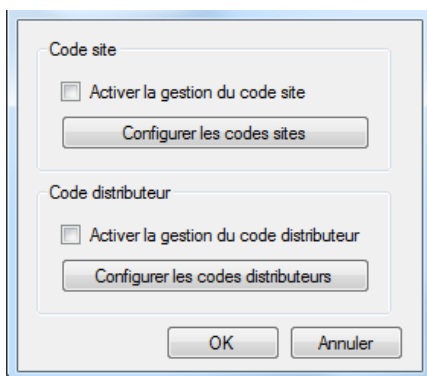 Code site
Activer la gestion du code site
Configurer les codes sites
Code distributeur
Activer la gestion du code distributeur
Configurer les codes distributeurs
OK
Annuler